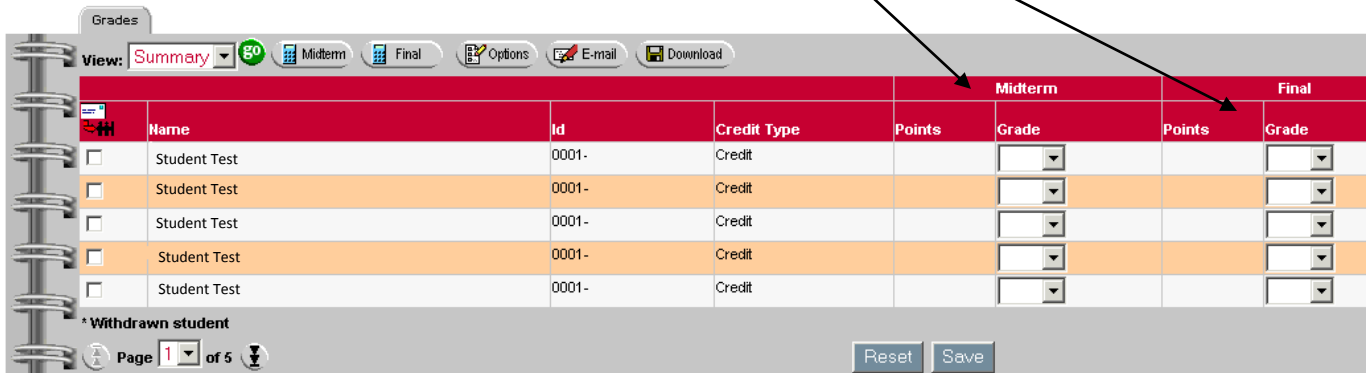 Grades
View: Summary go Midterm Final Options E-mail Download
Midterm Final
Name Id Credit Type Points Grade Points Grade
Student Test 0001- Credit
Student Test 0001- Credit
Student Test 0001- Credit
Student Test 0001- Credit
Student Test 0001- Credit
* Withdrawn student
Page 1 of 5 Reset Save